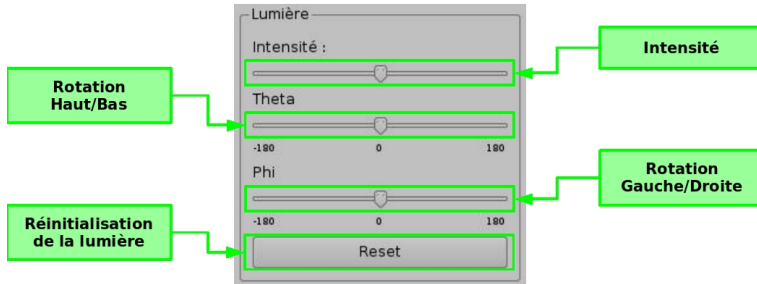 Lumière
Intensité :
Intensité
Rotation
Haut/Bas
Theta
-180 0 180
Phi
Rotation
Gauche/Droite
-180 0 180
Réinitialisation
de la lumière
Reset